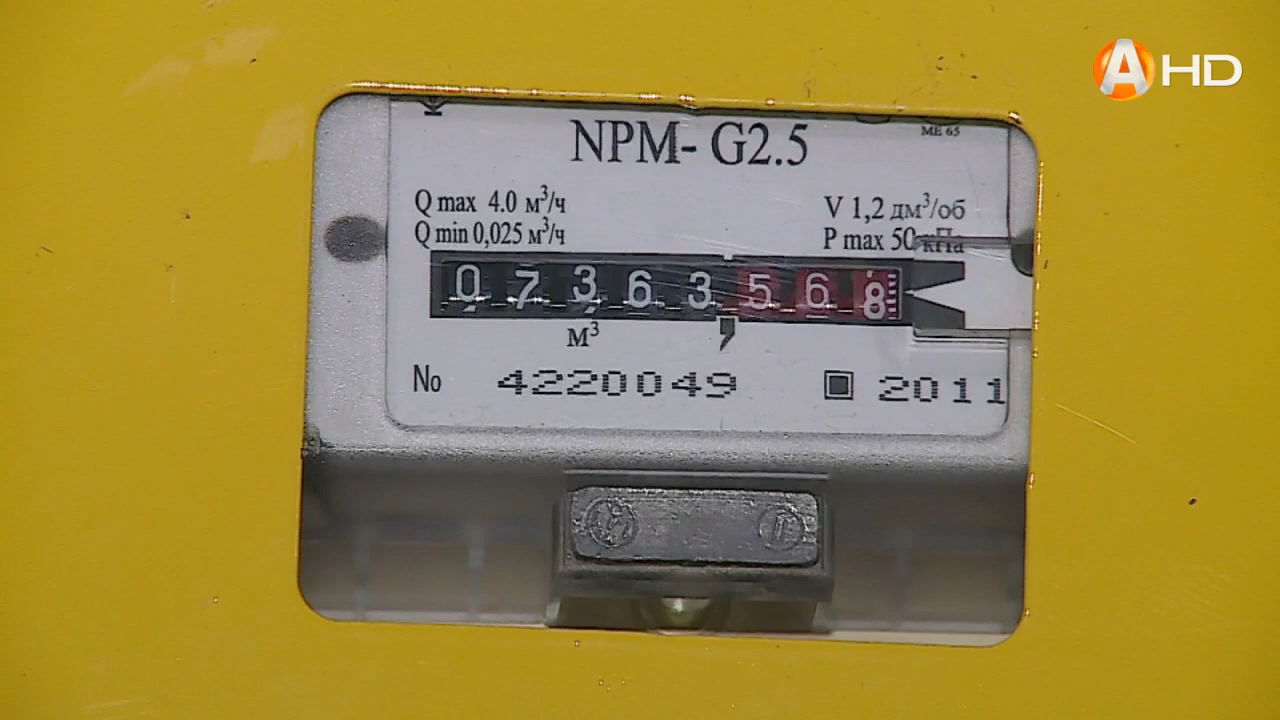 A HD
ME 65
NPM- G2.5
Q max 4.0 м³/ч
V 1,2 дм³/об
Q min 0,025 м³/ч
P max 50 кПа
07363568
м³ ,
No 4220049 2011